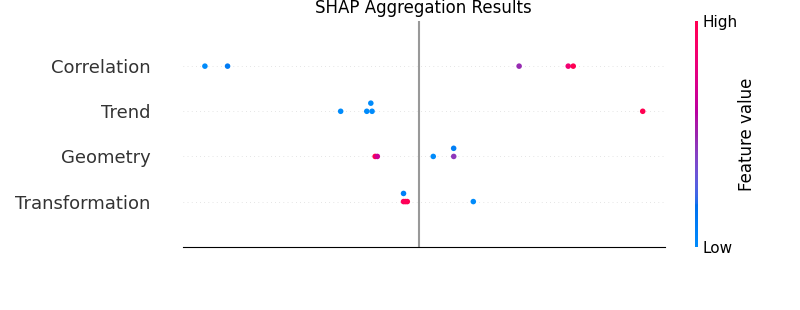 SHAP Aggregation Results
High
Correlation
Trend
Geometry
Transformation
Feature value
Low